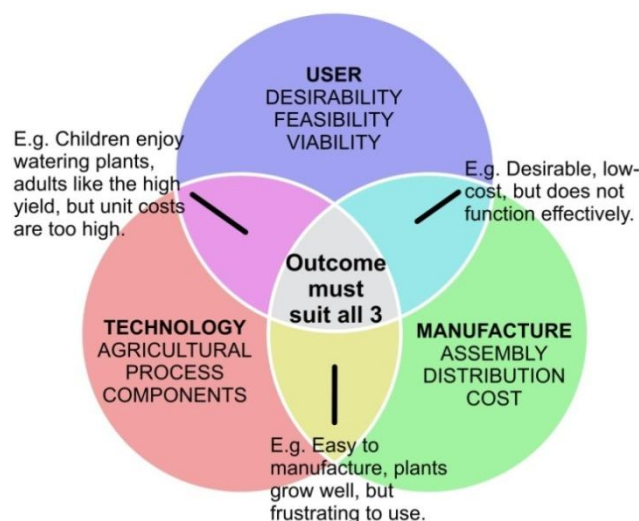 USER
DESIRABILITY
FEASIBILITY
VIABILITY
E.g. Children enjoy
watering plants,
adults like the high
yield, but unit costs
are too high.
E.g. Desirable, low-
cost, but does not
function effectively.
Outcome
must
suit all 3
TECHNOLOGY
AGRICULTURAL
PROCESS
COMPONENTS
MANUFACTURE
ASSEMBLY
DISTRIBUTION
COST
E.g. Easy to
manufacture, plants
grow well, but
frustrating to use.